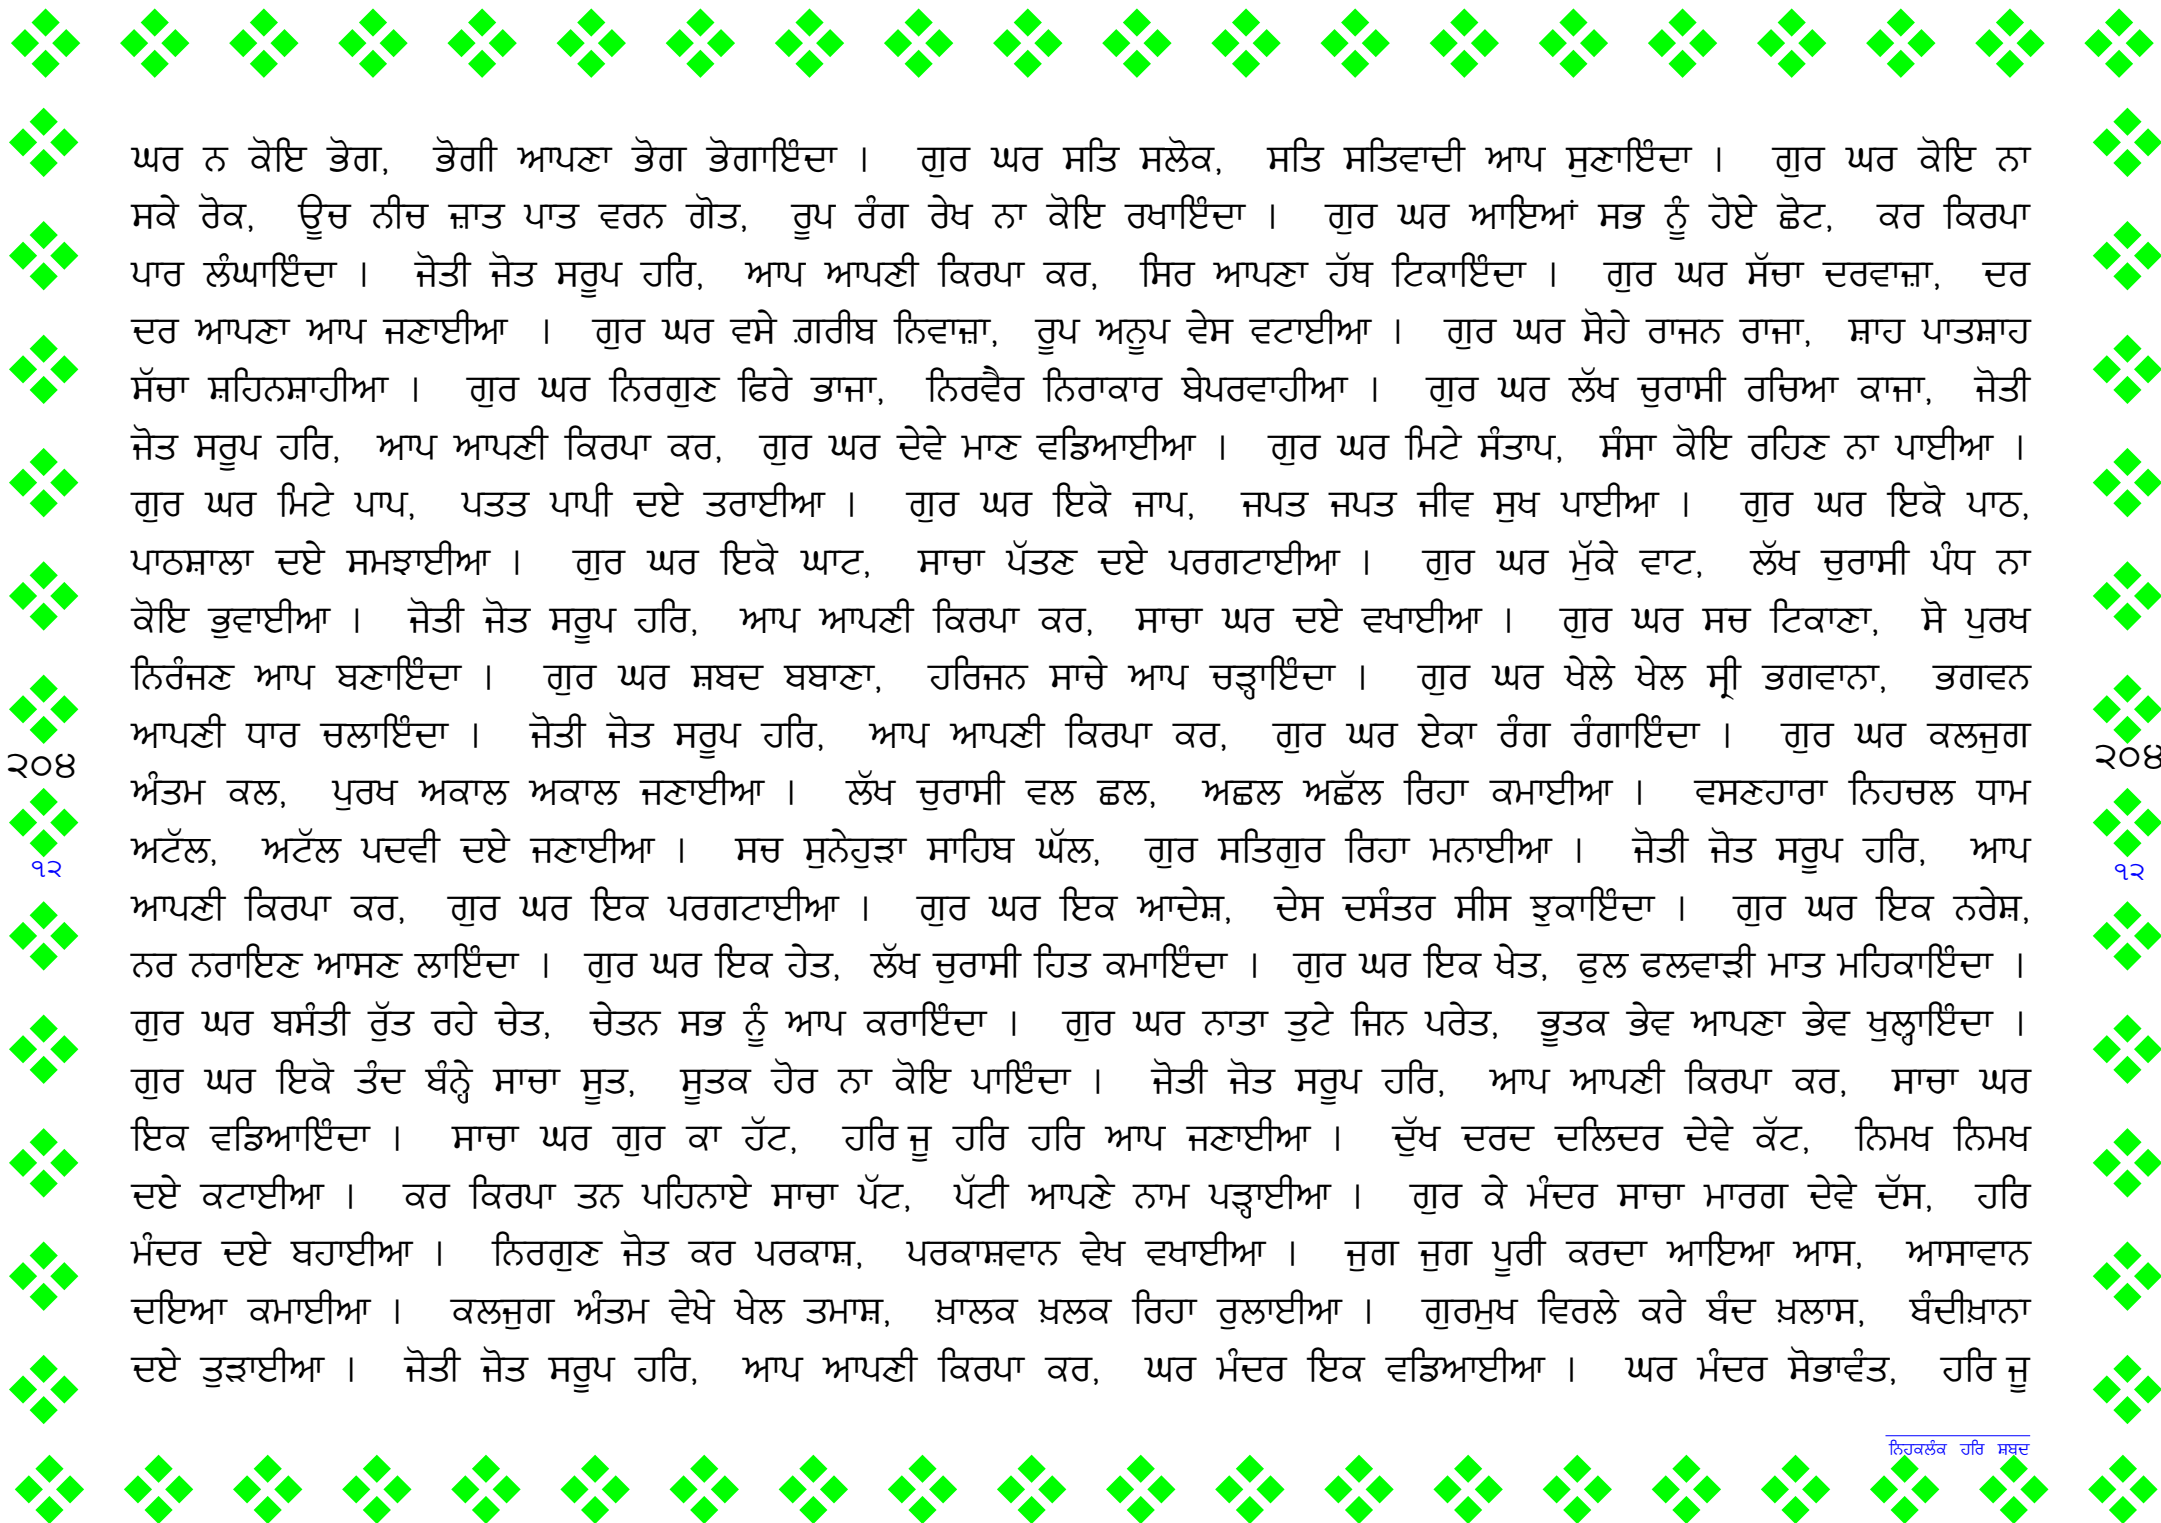 ਘਰ ਨ ਕੋਇ ਭੋਗ, ਭੋਗੀ ਆਪਣਾ ਭੋਗ ਭੋਗਾਇੰਦਾ । ਗੁਰ ਘਰ ਸਤਿ ਸਲੋਕ, ਸਤਿ ਸਤਿਵਾਦੀ ਆਪ ਸੁਣਾਇੰਦਾ । ਗੁਰ ਘਰ ਕੋਇ ਨਾ
ਸਕੇ ਰੋਕ, ਊਚ ਨੀਚ ਜ਼ਾਤ ਪਾਤ ਵਰਨ ਗੋਤ, ਰੂਪ ਰੰਗ ਰੇਖ ਨਾ ਕੋਇ ਰਖਾਇੰਦਾ । ਗੁਰ ਘਰ ਆਇਆਂ ਸਭ ਨੂੰ ਹੋਏ ਛੋਟ, ਕਰ ਕਿਰਪਾ
ਪਾਰ ਲੰਘਾਇੰਦਾ । ਜੋਤੀ ਜੋਤ ਸਰੂਪ ਹਰਿ, ਆਪ ਆਪਣੀ ਕਿਰਪਾ ਕਰ, ਸਿਰ ਆਪਣਾ ਹੱਥ ਟਿਕਾਇੰਦਾ । ਗੁਰ ਘਰ ਸੱਚਾ ਦਰਵਾਜ਼ਾ, ਦਰ
ਦਰ ਆਪਣਾ ਆਪ ਜਣਾਈਆ । ਗੁਰ ਘਰ ਵਸੇ ਗ਼ਰੀਬ ਨਿਵਾਜ਼ਾ, ਰੂਪ ਅਨੂਪ ਵੇਸ ਵਟਾਈਆ । ਗੁਰ ਘਰ ਸੋਹੇ ਰਾਜਨ ਰਾਜਾ, ਸ਼ਾਹ ਪਾਤਸ਼ਾਹ
ਸੱਚਾ ਸ਼ਹਿਨਸ਼ਾਹੀਆ । ਗੁਰ ਘਰ ਨਿਰਗੁਣ ਫਿਰੇ ਭਾਜਾ, ਨਿਰਵੈਰ ਨਿਰਾਕਾਰ ਬੇਪਰਵਾਹੀਆ । ਗੁਰ ਘਰ ਲੱਖ ਚੁਰਾਸੀ ਰਚਿਆ ਕਾਜਾ, ਜੋਤੀ
ਜੋਤ ਸਰੂਪ ਹਰਿ, ਆਪ ਆਪਣੀ ਕਿਰਪਾ ਕਰ, ਗੁਰ ਘਰ ਦੇਵੇ ਮਾਣ ਵਡਿਆਈਆ । ਗੁਰ ਘਰ ਮਿਟੇ ਸੰਤਾਪ, ਸੰਸਾ ਕੋਇ ਰਹਿਣ ਨਾ ਪਾਈਆ ।
ਗੁਰ ਘਰ ਮਿਟੇ ਪਾਪ, ਪਤਤ ਪਾਪੀ ਦਏ ਤਰਾਈਆ । ਗੁਰ ਘਰ ਇਕੋ ਜਾਪ, ਜਪਤ ਜਪਤ ਜੀਵ ਸੁਖ ਪਾਈਆ । ਗੁਰ ਘਰ ਇਕੋ ਪਾਠ,
ਪਾਠਸ਼ਾਲਾ ਦਏ ਸਮਝਾਈਆ । ਗੁਰ ਘਰ ਇਕੋ ਘਾਟ, ਸਾਚਾ ਪੱਤਣ ਦਏ ਪਰਗਟਾਈਆ । ਗੁਰ ਘਰ ਮੁੱਕੇ ਵਾਟ, ਲੱਖ ਚੁਰਾਸੀ ਪੰਧ ਨਾ
ਕੋਇ ਭੁਵਾਈਆ । ਜੋਤੀ ਜੋਤ ਸਰੂਪ ਹਰਿ, ਆਪ ਆਪਣੀ ਕਿਰਪਾ ਕਰ, ਸਾਚਾ ਘਰ ਦਏ ਵਖਾਈਆ । ਗੁਰ ਘਰ ਸਚ ਟਿਕਾਣਾ, ਸੋ ਪੁਰਖ
ਨਿਰੰਜਣ ਆਪ ਬਣਾਇੰਦਾ । ਗੁਰ ਘਰ ਸ਼ਬਦ ਬਬਾਣਾ, ਹਰਿਜਨ ਸਾਚੇ ਆਪ ਚੜ੍ਹਾਇੰਦਾ । ਗੁਰ ਘਰ ਖੇਲੇ ਖੇਲ ਸ੍ਰੀ ਭਗਵਾਨਾ, ਭਗਵਨ
ਆਪਣੀ ਧਾਰ ਚਲਾਇੰਦਾ । ਜੋਤੀ ਜੋਤ ਸਰੂਪ ਹਰਿ, ਆਪ ਆਪਣੀ ਕਿਰਪਾ ਕਰ, ਗੁਰ ਘਰ ਏਕਾ ਰੰਗ ਰੰਗਾਇੰਦਾ । ਗੁਰ ਘਰ ਕਲਜੁਗ
੨੦੪ ੨੦੪
ਅੰਤਮ ਕਲ, ਪੁਰਖ ਅਕਾਲ ਅਕਾਲ ਜਣਾਈਆ । ਲੱਖ ਚੁਰਾਸੀ ਵਲ ਛਲ, ਅਛਲ ਅਛੱਲ ਰਿਹਾ ਕਮਾਈਆ । ਵਸਣਹਾਰਾ ਨਿਹਚਲ ਧਾਮ
ਅਟੱਲ, ਅਟੱਲ ਪਦਵੀ ਦਏ ਜਣਾਈਆ । ਸਚ ਸੁਨੇਹੁੜਾ ਸਾਹਿਬ ਘੱਲ, ਗੁਰ ਸਤਿਗੁਰ ਰਿਹਾ ਮਨਾਈਆ । ਜੋਤੀ ਜੋਤ ਸਰੂਪ ਹਰਿ, ਆਪ
੧੨ ੧੨
ਆਪਣੀ ਕਿਰਪਾ ਕਰ, ਗੁਰ ਘਰ ਇਕ ਪਰਗਟਾਈਆ । ਗੁਰ ਘਰ ਇਕ ਆਦੇਸ਼, ਦੇਸ ਦਸੰਤਰ ਸੀਸ ਝੁਕਾਇੰਦਾ । ਗੁਰ ਘਰ ਇਕ ਨਰੇਸ਼,
ਨਰ ਨਰਾਇਣ ਆਸਣ ਲਾਇੰਦਾ । ਗੁਰ ਘਰ ਇਕ ਹੇਤ, ਲੱਖ ਚੁਰਾਸੀ ਹਿਤ ਕਮਾਇੰਦਾ । ਗੁਰ ਘਰ ਇਕ ਖੇਤ, ਫੁਲ ਫਲਵਾੜੀ ਮਾਤ ਮਹਿਕਾਇੰਦਾ ।
ਗੁਰ ਘਰ ਬਸੰਤੀ ਰੁੱਤ ਰਹੇ ਚੇਤ, ਚੇਤਨ ਸਭ ਨੂੰ ਆਪ ਕਰਾਇੰਦਾ । ਗੁਰ ਘਰ ਨਾਤਾ ਤੁਟੇ ਜਿਨ ਪਰੇਤ, ਭੂਤਕ ਭੇਵ ਆਪਣਾ ਭੇਵ ਖੁਲ੍ਹਾਇੰਦਾ ।
ਗੁਰ ਘਰ ਇਕੋ ਤੰਦ ਬੰਨ੍ਹੇ ਸਾਚਾ ਸੂਤ, ਸੂਤਕ ਹੋਰ ਨਾ ਕੋਇ ਪਾਇੰਦਾ । ਜੋਤੀ ਜੋਤ ਸਰੂਪ ਹਰਿ, ਆਪ ਆਪਣੀ ਕਿਰਪਾ ਕਰ, ਸਾਚਾ ਘਰ
ਇਕ ਵਡਿਆਇੰਦਾ । ਸਾਚਾ ਘਰ ਗੁਰ ਕਾ ਹੱਟ, ਹਰਿ ਜੂ ਹਰਿ ਹਰਿ ਆਪ ਜਣਾਈਆ । ਦੁੱਖ ਦਰਦ ਦਲਿਦਰ ਦੇਵੇ ਕੱਟ, ਨਿਮਖ ਨਿਮਖ
ਦਏ ਕਟਾਈਆ । ਕਰ ਕਿਰਪਾ ਤਨ ਪਹਿਨਾਏ ਸਾਚਾ ਪੱਟ, ਪੱਟੀ ਆਪਣੇ ਨਾਮ ਪੜ੍ਹਾਈਆ । ਗੁਰ ਕੇ ਮੰਦਰ ਸਾਚਾ ਮਾਰਗ ਦੇਵੇ ਦੱਸ, ਹਰਿ
ਮੰਦਰ ਦਏ ਬਹਾਈਆ । ਨਿਰਗੁਣ ਜੋਤ ਕਰ ਪਰਕਾਸ਼, ਪਰਕਾਸ਼ਵਾਨ ਵੇਖ ਵਖਾਈਆ । ਜੁਗ ਜੁਗ ਪੂਰੀ ਕਰਦਾ ਆਇਆ ਆਸ, ਆਸਾਵਾਨ
ਦਇਆ ਕਮਾਈਆ । ਕਲਜੁਗ ਅੰਤਮ ਵੇਖੇ ਖੇਲ ਤਮਾਸ਼, ਖ਼ਾਲਕ ਖ਼ਲਕ ਰਿਹਾ ਰੁਲਾਈਆ । ਗੁਰਮੁਖ ਵਿਰਲੇ ਕਰੇ ਬੰਦ ਖ਼ਲਾਸ, ਬੰਦੀਖ਼ਾਨਾ
ਦਏ ਤੁੜਾਈਆ । ਜੋਤੀ ਜੋਤ ਸਰੂਪ ਹਰਿ, ਆਪ ਆਪਣੀ ਕਿਰਪਾ ਕਰ, ਘਰ ਮੰਦਰ ਇਕ ਵਡਿਆਈਆ । ਘਰ ਮੰਦਰ ਸੋਭਾਵੰਤ, ਹਰਿ ਜੂ
ਨਿਹਕਲੰਕ ਹਰਿ ਸ਼ਬਦ